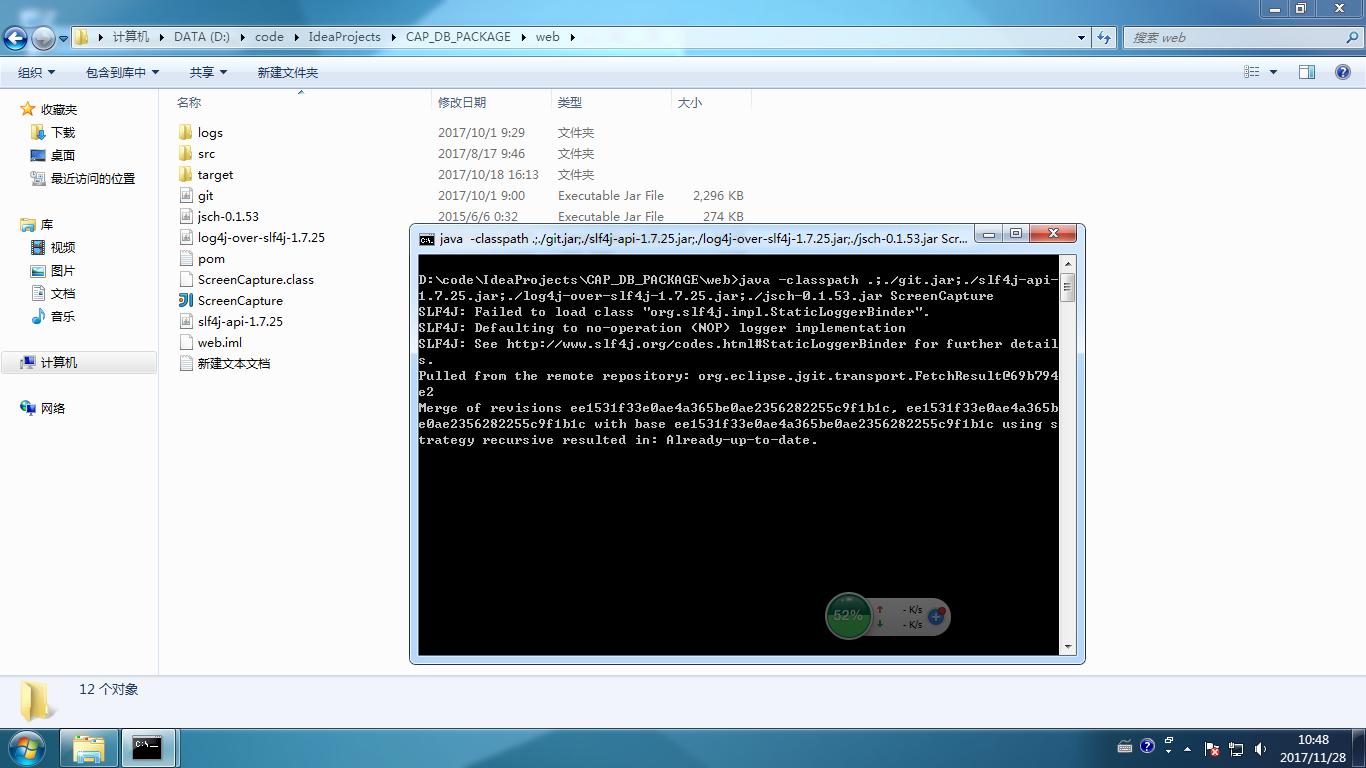 计算机 DATA (D:) code IdeaProjects CAP_DB_PACKAGE web
搜索 web
组织 包含到库中 共享 新建文件夹
收藏夹
下载
桌面
最近访问的位置
库
视频
图片
文档
音乐
计算机
网络
名称 修改日期 类型 大小
logs 2017/10/1 9:29 文件夹
src 2017/8/17 9:46 文件夹
target 2017/10/18 16:13 文件夹
git 2017/10/1 9:00 Executable Jar File 2,296 KB
jsch-0.1.53 2015/6/6 0:32 Executable Jar File 274 KB
log4j-over-slf4j-1.7.25
pom
ScreenCapture.class
ScreenCapture
slf4j-api-1.7.25
web.iml
新建文本文档
C:\. java -classpath .;./git.jar;./slf4j-api-1.7.25.jar;./log4j-over-slf4j-1.7.25.jar;./jsch-0.1.53.jar Scr...
D:\code\IdeaProjects\CAP_DB_PACKAGE\web>java -classpath .;./git.jar;./slf4j-api-
1.7.25.jar;./log4j-over-slf4j-1.7.25.jar;./jsch-0.1.53.jar ScreenCapture
SLF4J: Failed to load class "org.slf4j.impl.StaticLoggerBinder".
SLF4J: Defaulting to no-operation (NOP) logger implementation
SLF4J: See http://www.slf4j.org/codes.html#StaticLoggerBinder for further detail
s.
Pulled from the remote repository: org.eclipse.jgit.transport.FetchResult@69b794
e2
Merge of revisions ee1531f33e0ae4a365be0ae2356282255c9f1b1c, ee1531f33e0ae4a365b
e0ae2356282255c9f1b1c with base ee1531f33e0ae4a365be0ae2356282255c9f1b1c using s
trategy recursive resulted in: Already-up-to-date.
52%
- K/s
- K/s
12 个对象
C:\.
10:48
2017/11/28